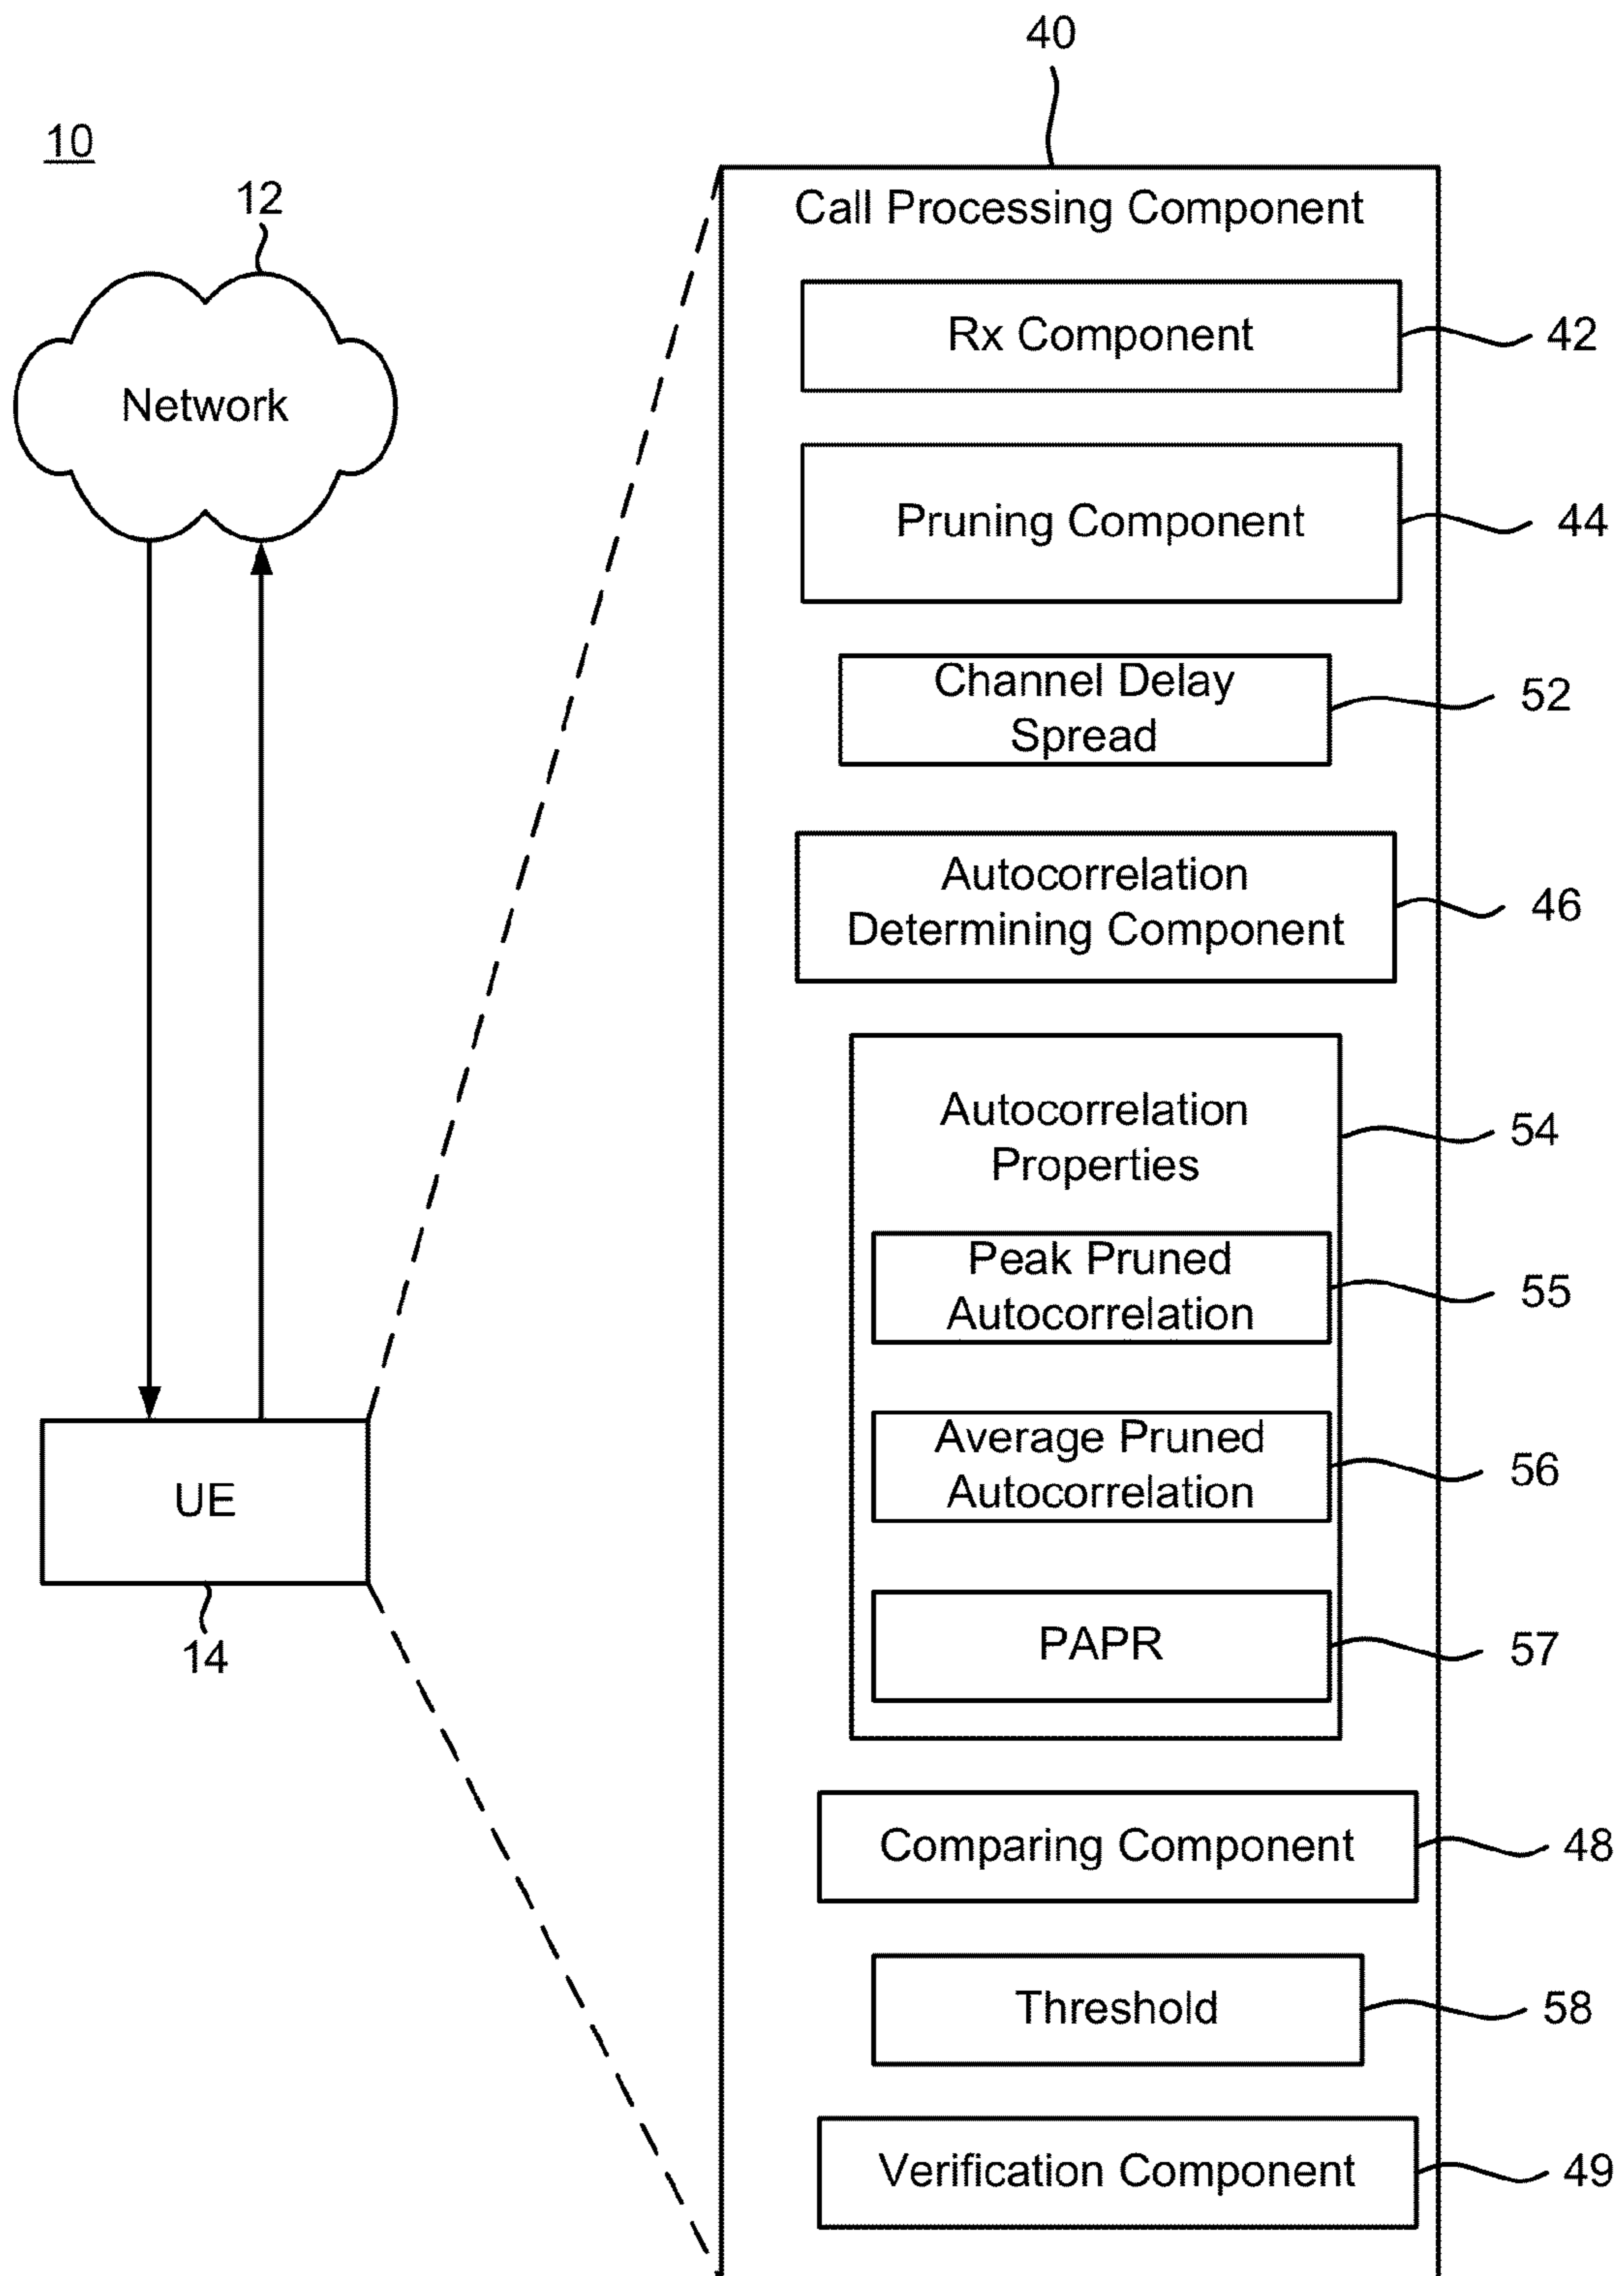 40
10
12
Call Processing Component
Rx Component
42
Network
Pruning Component
44
Channel Delay
Spread
52
Autocorrelation
Determining Component
46
Autocorrelation
Properties
54
Peak Pruned
Autocorrelation
55
Average Pruned
Autocorrelation
56
UE
14
PAPR
57
Comparing Component
48
Threshold
58
Verification Component
49